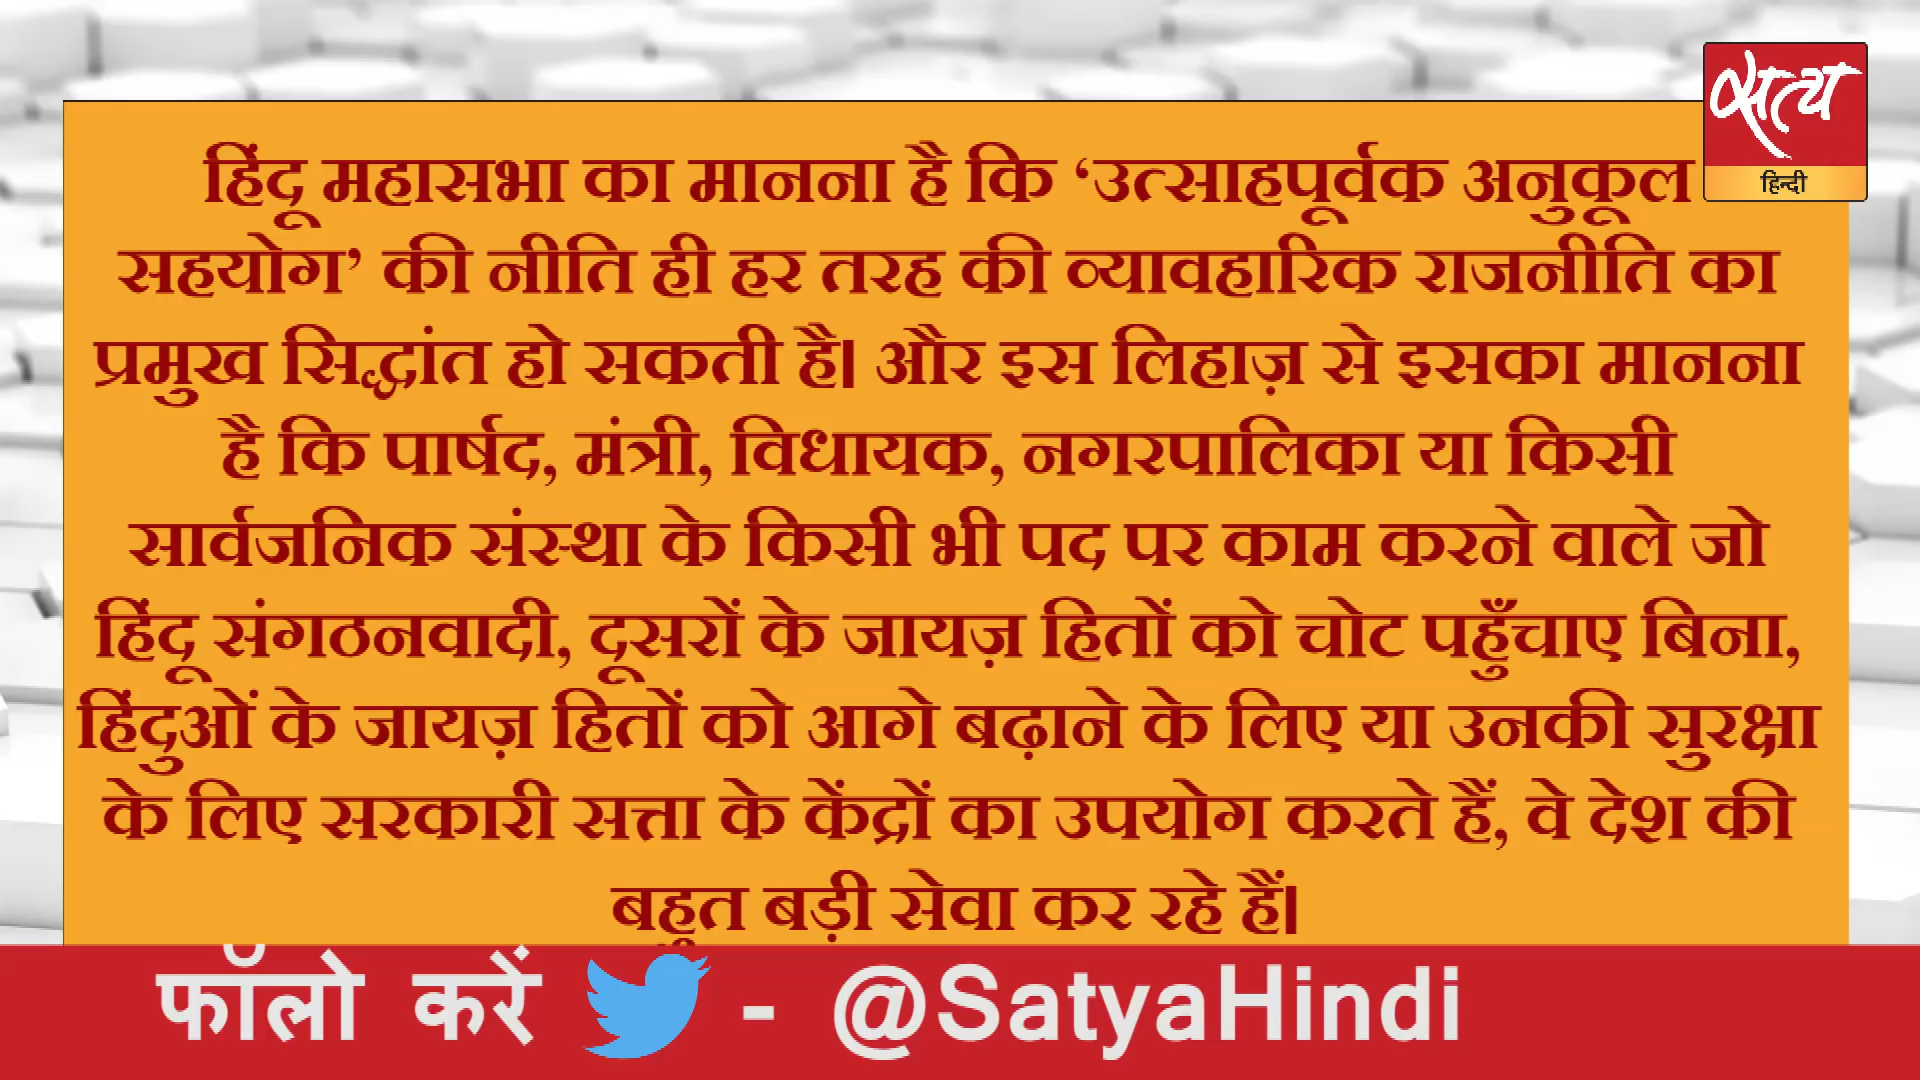 सत्य
हिन्दी
हिंदू महासभा का मानना है कि ‘उत्साहपूर्वक अनुकूल
सहयोग’ की नीति ही हर तरह की व्यावहारिक राजनीति का
प्रमुख सिद्धांत हो सकती है। और इस लिहाज़ से इसका मानना
है कि पार्षद, मंत्री, विधायक, नगरपालिका या किसी
सार्वजनिक संस्था के किसी भी पद पर काम करने वाले जो
हिंदू संगठनवादी, दूसरों के जायज़ हितों को चोट पहुँचाए बिना,
हिंदुओं के जायज़ हितों को आगे बढ़ाने के लिए या उनकी सुरक्षा
के लिए सरकारी सत्ता के केंद्रों का उपयोग करते हैं, वे देश की
बहुत बड़ी सेवा कर रहे हैं।
फॉलो करें - @SatyaHindi